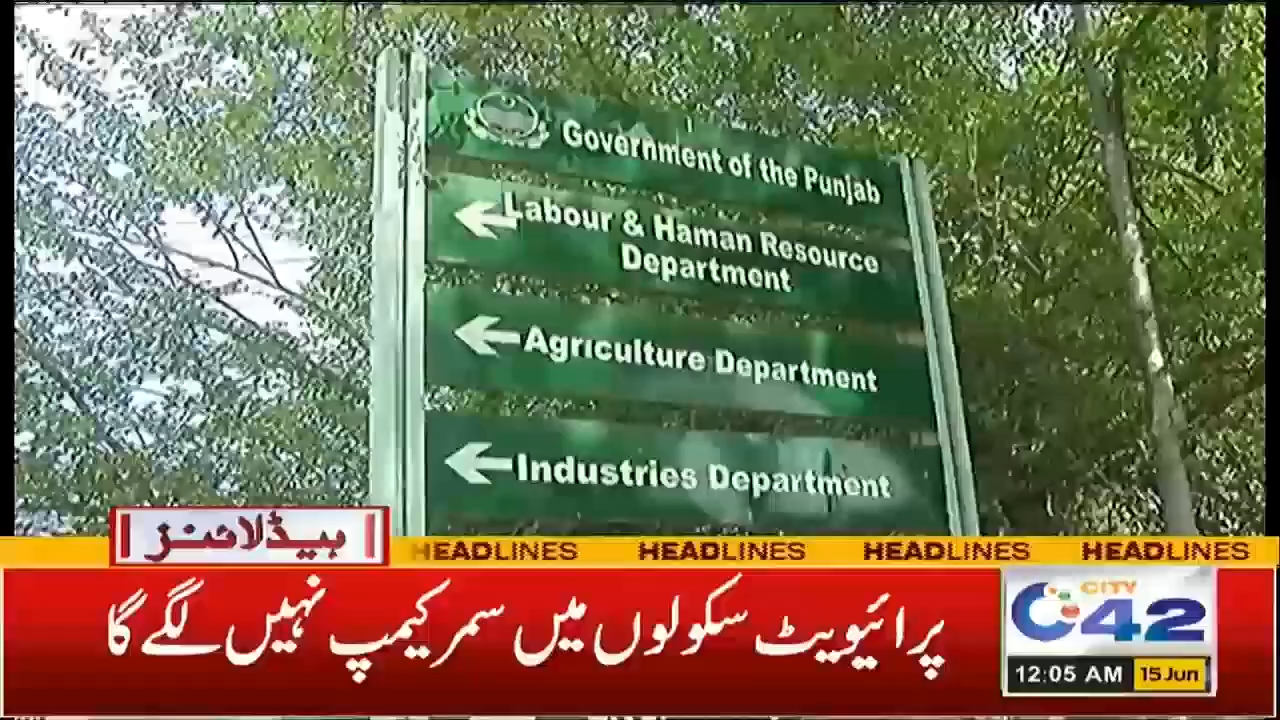 Government of the Punjab
Labour & Haman Resource
Department
Agriculture Department
Industries Department
ہیڈلائنز
HEADLINES HEADLINES HEADLINES HEADLINES
پرائیویٹ سکولوں میں سمر کیمپ نہیں لگے گا
CITY
42
12:05 AM 15 Jun